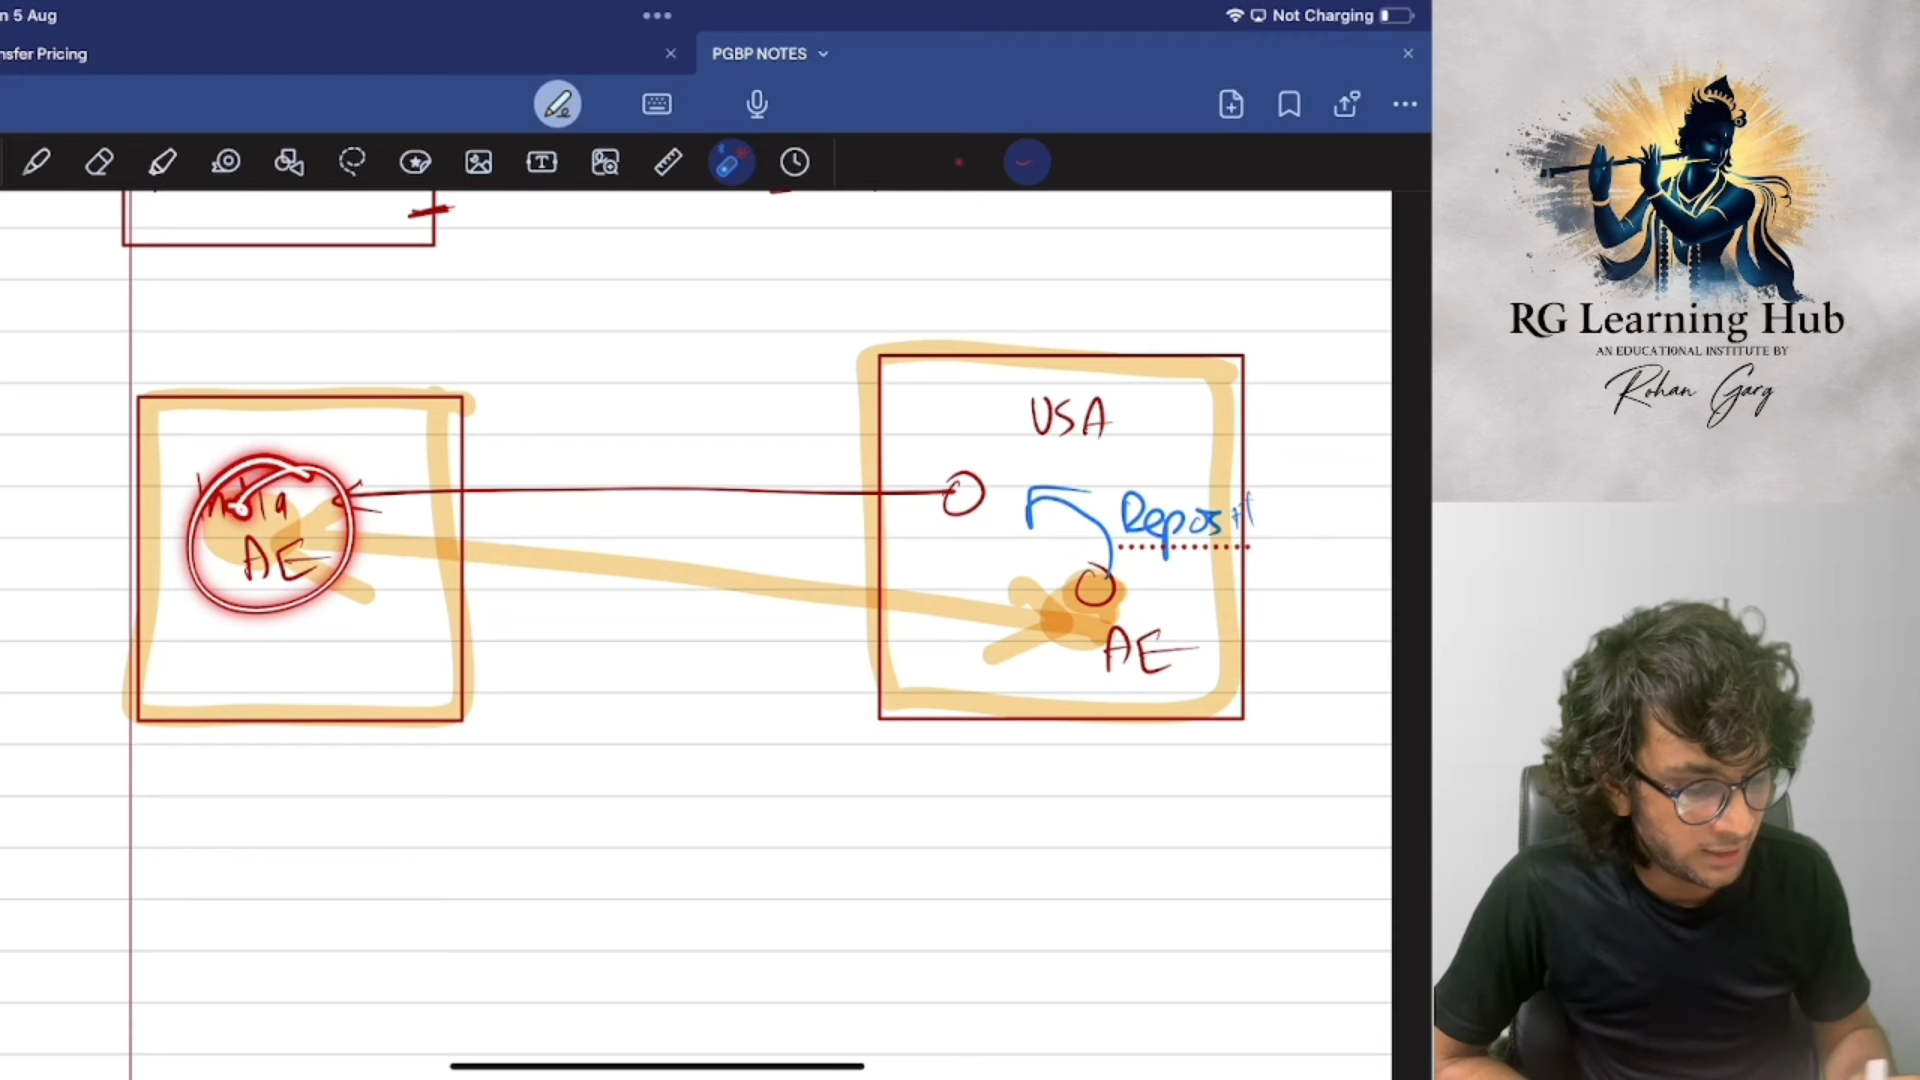 n 5 Aug
Not Charging
nsfer Pricing
PGBP NOTES
RG Learning Hub
AN EDUCATIONAL INSTITUTE BY
Rohan Garg
USA
India
Deposit
AE
AE